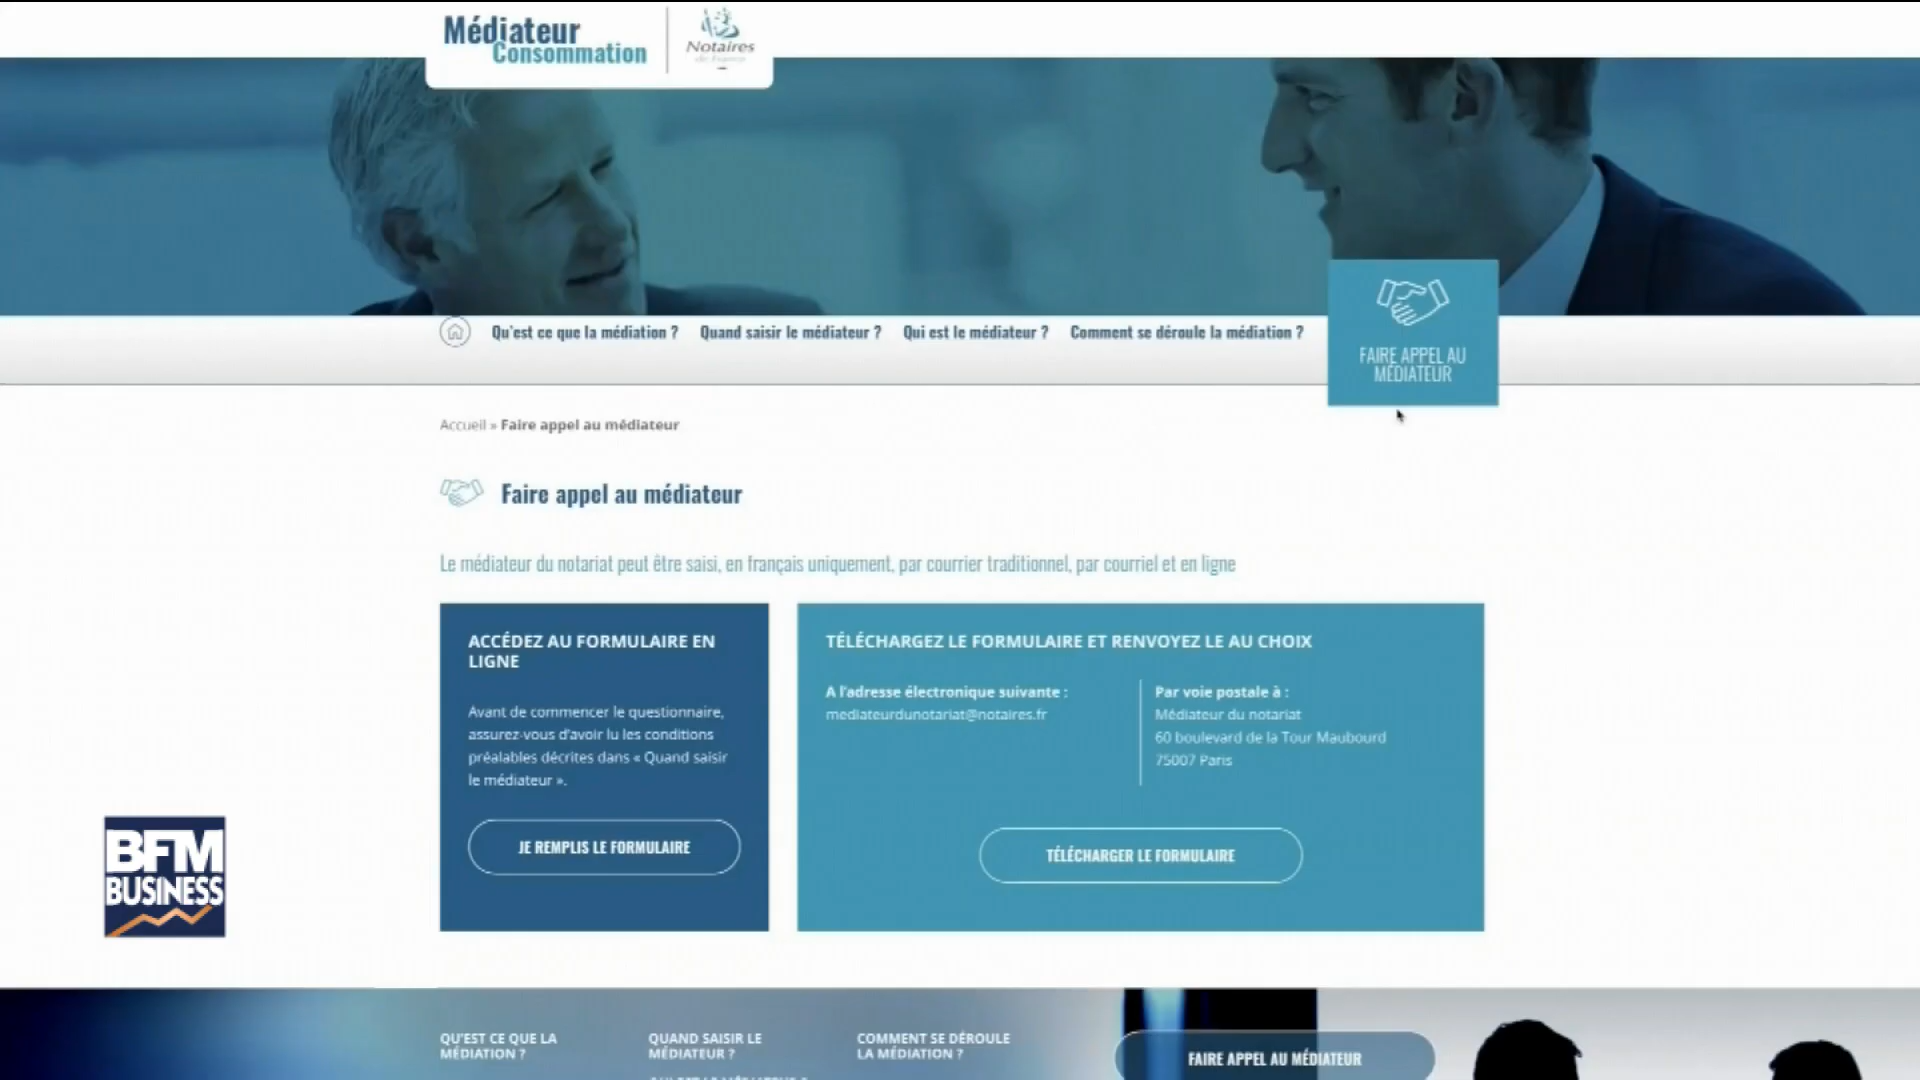 Médiateur
Consommation
Notaires
de France
Qu'est ce que la médiation ?
Quand saisir le médiateur ?
Qui est le médiateur ?
Comment se déroule la médiation ?
FAIRE APPEL AU
MÉDIATEUR
Accueil » Faire appel au médiateur
Faire appel au médiateur
Le médiateur du notariat peut être saisi, en français uniquement, par courrier traditionnel, par courriel et en ligne
ACCÉDEZ AU FORMULAIRE EN
LIGNE
Avant de commencer le questionnaire,
assurez-vous d'avoir lu les conditions
préalables décrites dans « Quand saisir
le médiateur ».
JE REMPLIS LE FORMULAIRE
TÉLÉCHARGEZ LE FORMULAIRE ET RENVOYEZ LE AU CHOIX
A l'adresse électronique suivante :
mediateurdunotariat@notaires.fr
Par voie postale à :
Médiateur du notariat
60 boulevard de la Tour Maubourd
75007 Paris
TÉLÉCHARGER LE FORMULAIRE
BFM
BUSINESS
QU'EST CE QUE LA
MÉDIATION ?
QUAND SAISIR LE
MÉDIATEUR ?
COMMENT SE DÉROULE
LA MÉDIATION ?
FAIRE APPEL AU MÉDIATEUR